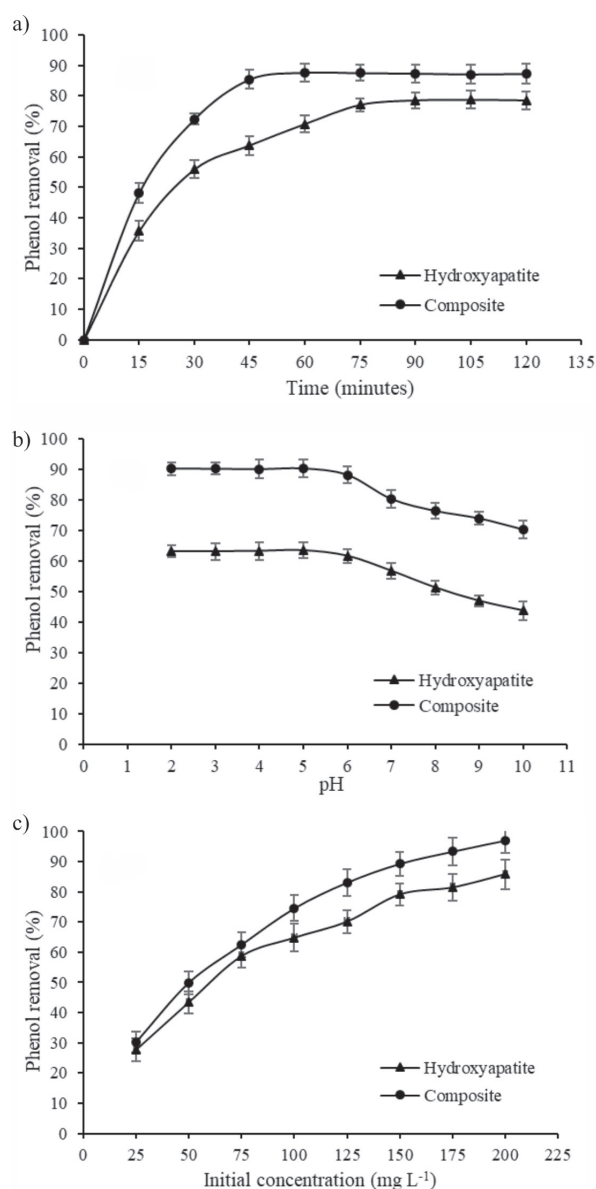 a)
100
90
80
70
60
50
40
30
20
10
0
Phenol removal (%)
Hydroxyapatite
Composite
0 15 30 45 60 75 90 105 120 135
Time (minutes)
b)
100
90
80
70
60
50
40
30
20
10
0
Phenol removal (%)
Hydroxyapatite
Composite
0 1 2 3 4 5 6 7 8 9 10 11
pH
c)
100
90
80
70
60
50
40
30
20
10
0
Phenol removal (%)
Hydroxyapatite
Composite
0 25 50 75 100 125 150 175 200 225
Initial concentration (mg L⁻¹)